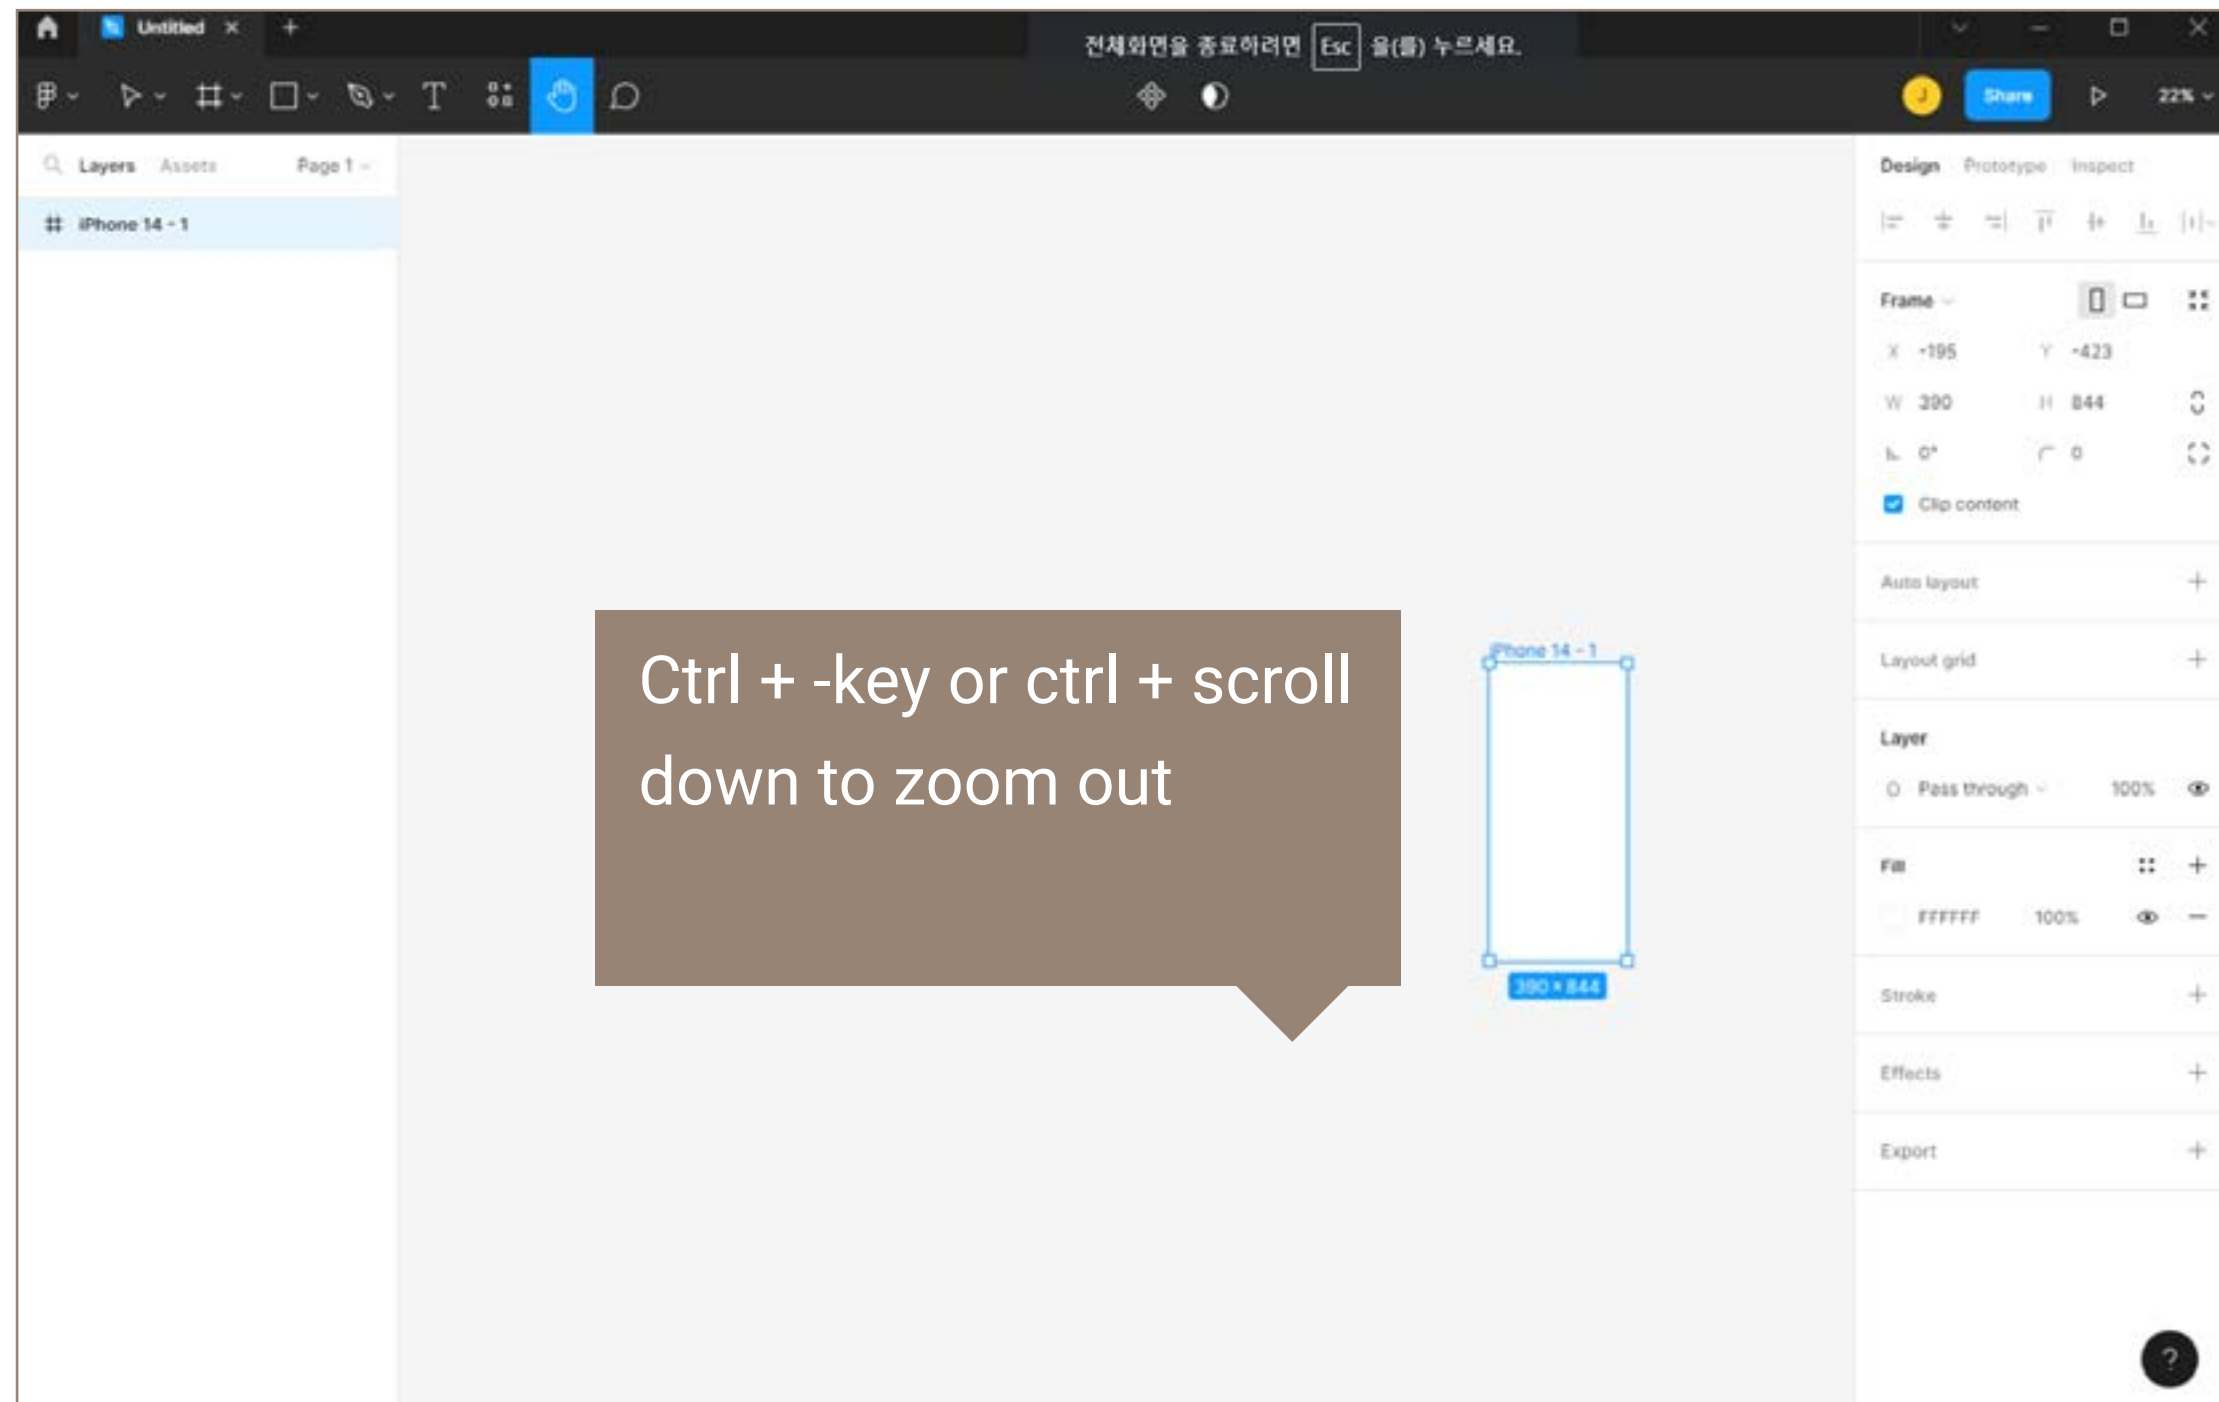 Untitled
전체화면을 종료하려면 Esc 을(를) 누르세요.
T
J
Share
22%
Layers Assets Page 1
iPhone 14 - 1
Design Prototype Inspect
Frame
X -195 Y -423
W 390 H 844
0° 0
Clip content
Auto layout
Layout grid
Layer
Pass through 100%
Fill
FFFFFF 100%
Stroke
Effects
Export
Ctrl + -key or ctrl + scroll
down to zoom out
iPhone 14 - 1
390 × 844
?